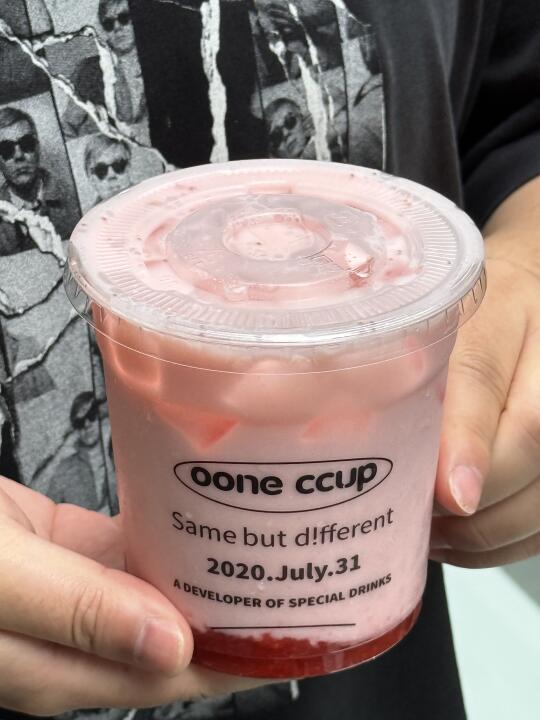 oone ccup
Same but d!fferent
2020.July.31
A DEVELOPER OF SPECIAL DRINKS